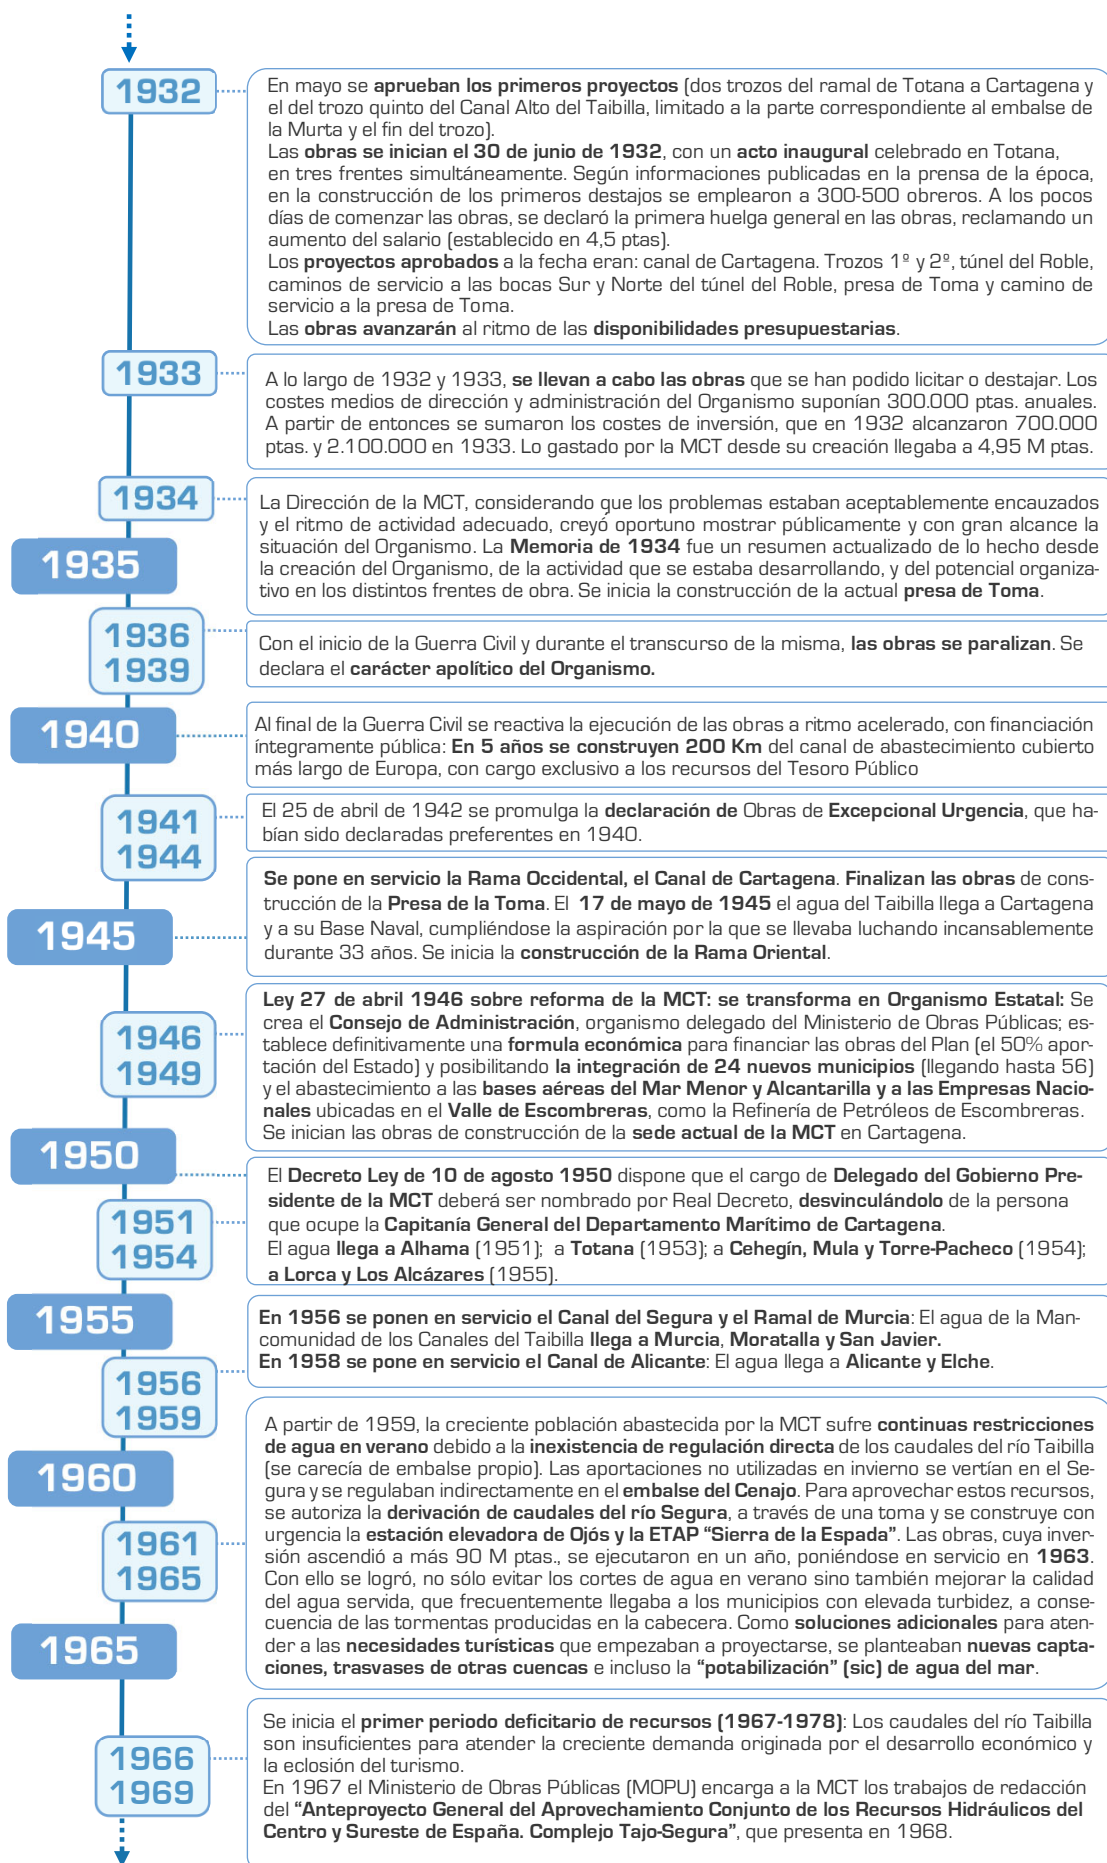 1932
En mayo se aprueban los primeros proyectos (dos trozos del ramal de Totana a Cartagena y
el del trozo quinto del Canal Alto del Taibilla, limitado a la parte correspondiente al embalse de
la Murta y el fin del trozo).
Las obras se inician el 30 de junio de 1932, con un acto inaugural celebrado en Totana,
en tres frentes simultáneamente. Según informaciones publicadas en la prensa de la época,
en la construcción de los primeros destajos se emplearon a 300-500 obreros. A los pocos
días de comenzar las obras, se declaró la primera huelga general en las obras, reclamando un
aumento del salario (establecido en 4,5 ptas).
Los proyectos aprobados a la fecha eran: canal de Cartagena. Trozos 1º y 2º, túnel del Roble,
caminos de servicio a las bocas Sur y Norte del túnel del Roble, presa de Toma y camino de
servicio a la presa de Toma.
Las obras avanzarán al ritmo de las disponibilidades presupuestarias.
1933
A lo largo de 1932 y 1933, se llevan a cabo las obras que se han podido licitar o destajar. Los
costes medios de dirección y administración del Organismo suponían 300.000 ptas. anuales.
A partir de entonces se sumaron los costes de inversión, que en 1932 alcanzaron 700.000
ptas. y 2.100.000 en 1933. Lo gastado por la MCT desde su creación llegaba a 4,95 M ptas.
1934
La Dirección de la MCT, considerando que los problemas estaban aceptablemente encauzados
y el ritmo de actividad adecuado, creyó oportuno mostrar públicamente y con gran alcance la
situación del Organismo. La Memoria de 1934 fue un resumen actualizado de lo hecho desde
la creación del Organismo, de la actividad que se estaba desarrollando, y del potencial organiza-
tivo en los distintos frentes de obra. Se inicia la construcción de la actual presa de Toma.
1935
1936
1939
Con el inicio de la Guerra Civil y durante el transcurso de la misma, las obras se paralizan. Se
declara el carácter apolítico del Organismo.
1940
Al final de la Guerra Civil se reactiva la ejecución de las obras a ritmo acelerado, con financiación
íntegramente pública: En 5 años se construyen 200 Km del canal de abastecimiento cubierto
más largo de Europa, con cargo exclusivo a los recursos del Tesoro Público
1941
1944
El 25 de abril de 1942 se promulga la declaración de Obras de Excepcional Urgencia, que ha-
bían sido declaradas preferentes en 1940.
1945
Se pone en servicio la Rama Occidental, el Canal de Cartagena. Finalizan las obras de cons-
trucción de la Presa de la Toma. El 17 de mayo de 1945 el agua del Taibilla llega a Cartagena
y a su Base Naval, cumpliéndose la aspiración por la que se llevaba luchando incansablemente
durante 33 años. Se inicia la construcción de la Rama Oriental.
1946
1949
Ley 27 de abril 1946 sobre reforma de la MCT: se transforma en Organismo Estatal: Se
crea el Consejo de Administración, organismo delegado del Ministerio de Obras Públicas; es-
tablece definitivamente una formula económica para financiar las obras del Plan (el 50% apor-
tación del Estado) y posibilitando la integración de 24 nuevos municipios (llegando hasta 56)
y el abastecimiento a las bases aéreas del Mar Menor y Alcantarilla y a las Empresas Nacio-
nales ubicadas en el Valle de Escombreras, como la Refinería de Petróleos de Escombreras.
Se inician las obras de construcción de la sede actual de la MCT en Cartagena.
1950
El Decreto Ley de 10 de agosto 1950 dispone que el cargo de Delegado del Gobierno Pre-
sidente de la MCT deberá ser nombrado por Real Decreto, desvinculándolo de la persona
que ocupe la Capitanía General del Departamento Marítimo de Cartagena.
El agua llega a Alhama (1951); a Totana (1953); a Cehegín, Mula y Torre-Pacheco (1954);
a Lorca y Los Alcázares (1955).
1951
1954
1955
En 1956 se ponen en servicio el Canal del Segura y el Ramal de Murcia: El agua de la Man-
comunidad de los Canales del Taibilla llega a Murcia, Moratalla y San Javier.
En 1958 se pone en servicio el Canal de Alicante: El agua llega a Alicante y Elche.
1956
1959
A partir de 1959, la creciente población abastecida por la MCT sufre continuas restricciones
de agua en verano debido a la inexistencia de regulación directa de los caudales del río Taibilla
(se carecía de embalse propio). Las aportaciones no utilizadas en invierno se vertían en el Se-
gura y se regulaban indirectamente en el embalse del Cenajo. Para aprovechar estos recursos,
se autoriza la derivación de caudales del río Segura, a través de una toma y se construye con
urgencia la estación elevadora de Ojós y la ETAP “Sierra de la Espada”. Las obras, cuya inver-
sión ascendió a más 90 M ptas., se ejecutaron en un año, poniéndose en servicio en 1963.
Con ello se logró, no sólo evitar los cortes de agua en verano sino también mejorar la calidad
del agua servida, que frecuentemente llegaba a los municipios con elevada turbidez, a conse-
cuencia de las tormentas producidas en la cabecera. Como soluciones adicionales para aten-
der a las necesidades turísticas que empezaban a proyectarse, se planteaban nuevas capta-
ciones, trasvases de otras cuencas e incluso la “potabilización” (sic) de agua del mar.
1960
1961
1965
1965
1966
1969
Se inicia el primer periodo deficitario de recursos (1967-1978): Los caudales del río Taibilla
son insuficientes para atender la creciente demanda originada por el desarrollo económico y
la eclosión del turismo.
En 1967 el Ministerio de Obras Públicas (MOPU) encarga a la MCT los trabajos de redacción
del “Anteproyecto General del Aprovechamiento Conjunto de los Recursos Hidráulicos del
Centro y Sureste de España. Complejo Tajo-Segura”, que presenta en 1968.